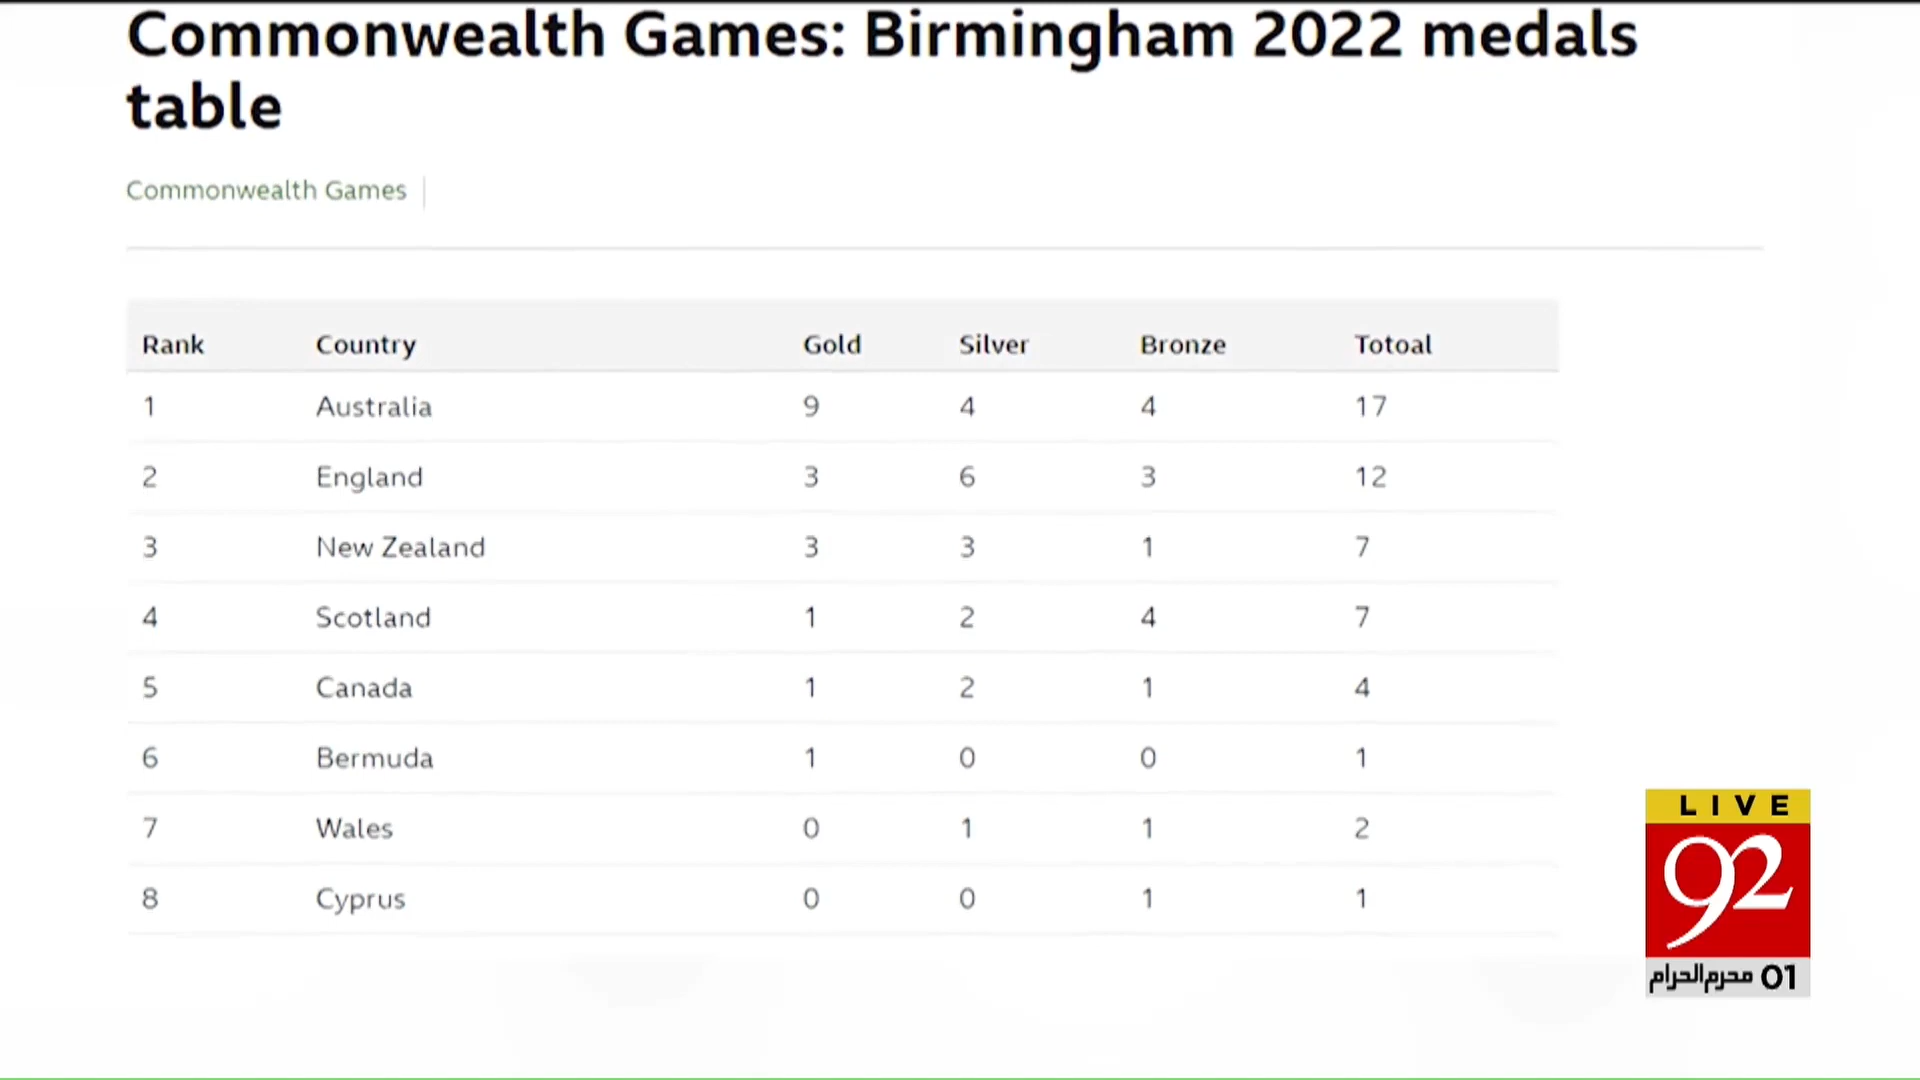 Commonwealth Games: Birmingham 2022 medals
table
Commonwealth Games
Rank Country Gold Silver Bronze Totoal
1 Australia 9 4 4 17
2 England 3 6 3 12
3 New Zealand 3 3 1 7
4 Scotland 1 2 4 7
5 Canada 1 2 1 4
6 Bermuda 1 0 0 1
7 Wales 0 1 1 2
8 Cyprus 0 0 1 1
LIVE
92
01 محرم الحرام